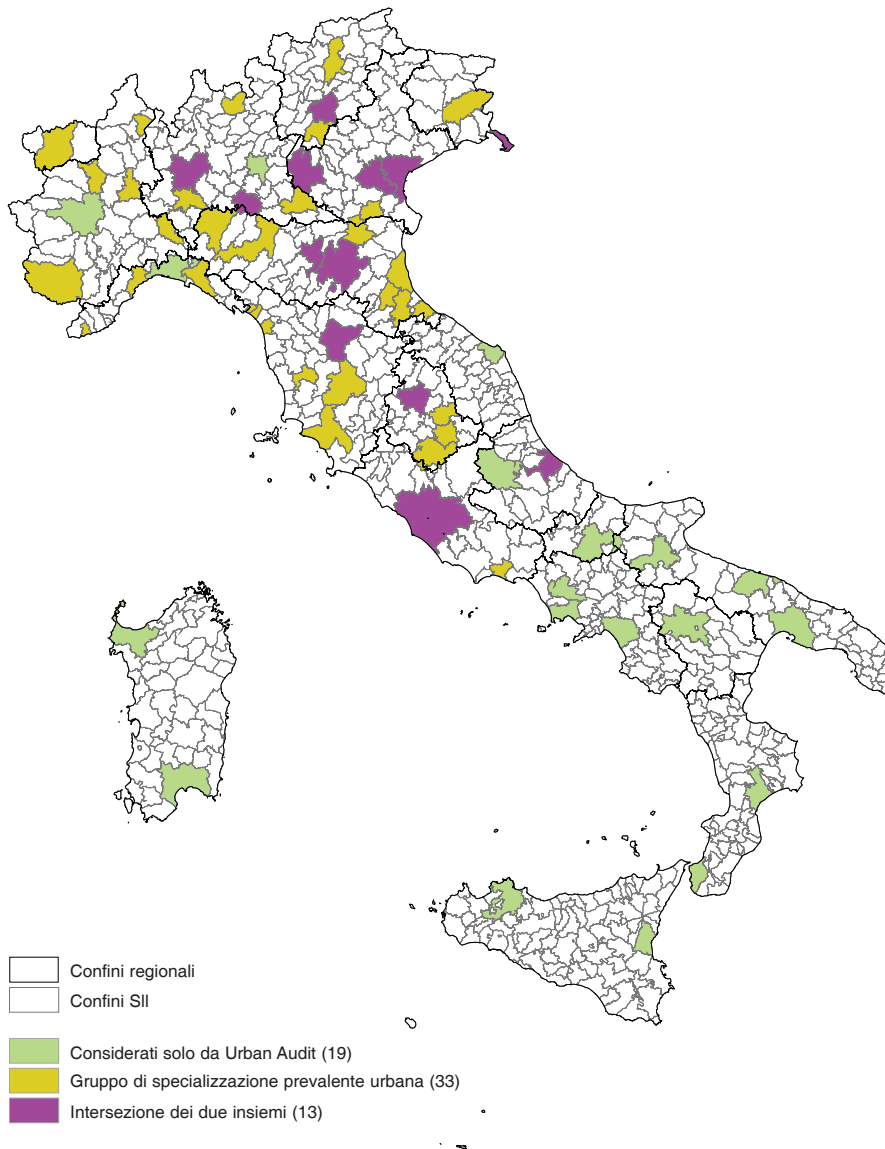 Confini regionali
Confini Sll
Considerati solo da Urban Audit (19)
Gruppo di specializzazione prevalente urbana (33)
Intersezione dei due insiemi (13)